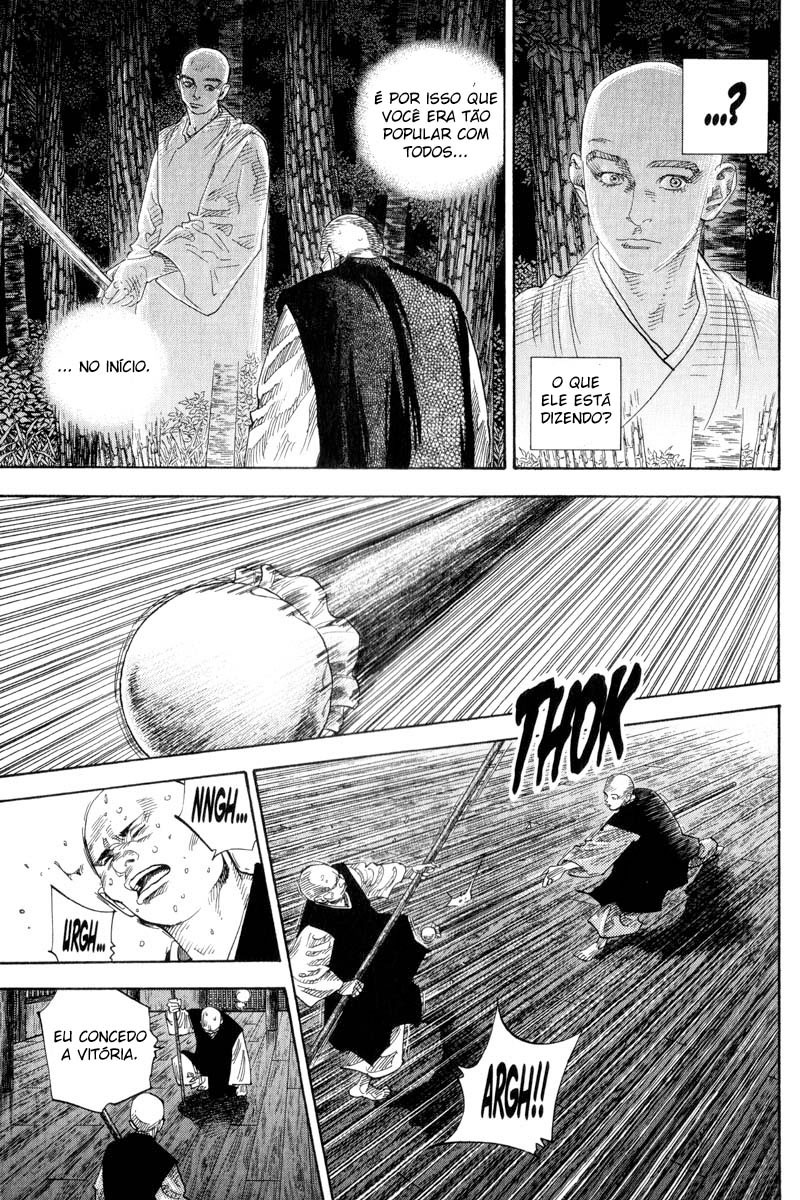 ...?
O QUE
ELE ESTÁ
DIZENDO?
É POR ISSO QUE
VOCÊ ERA TÃO
POPULAR COM
TODOS...
... NO INÍCIO.
THOK
ARGH!!
NNGH...
URGH...
EU CONCEDO
A VITÓRIA.